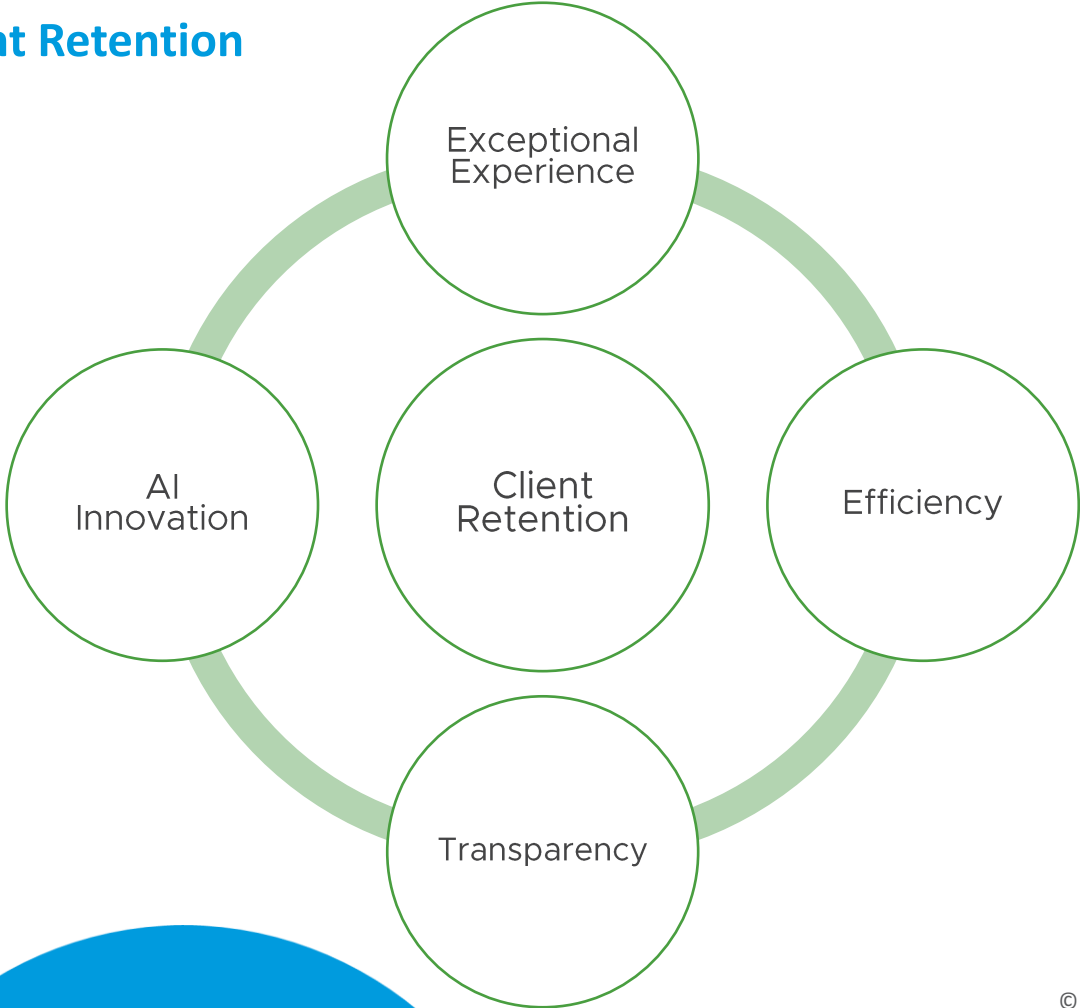 nt Retention
Exceptional
Experience
AI
Innovation
Client
Retention
Efficiency
Transparency
©